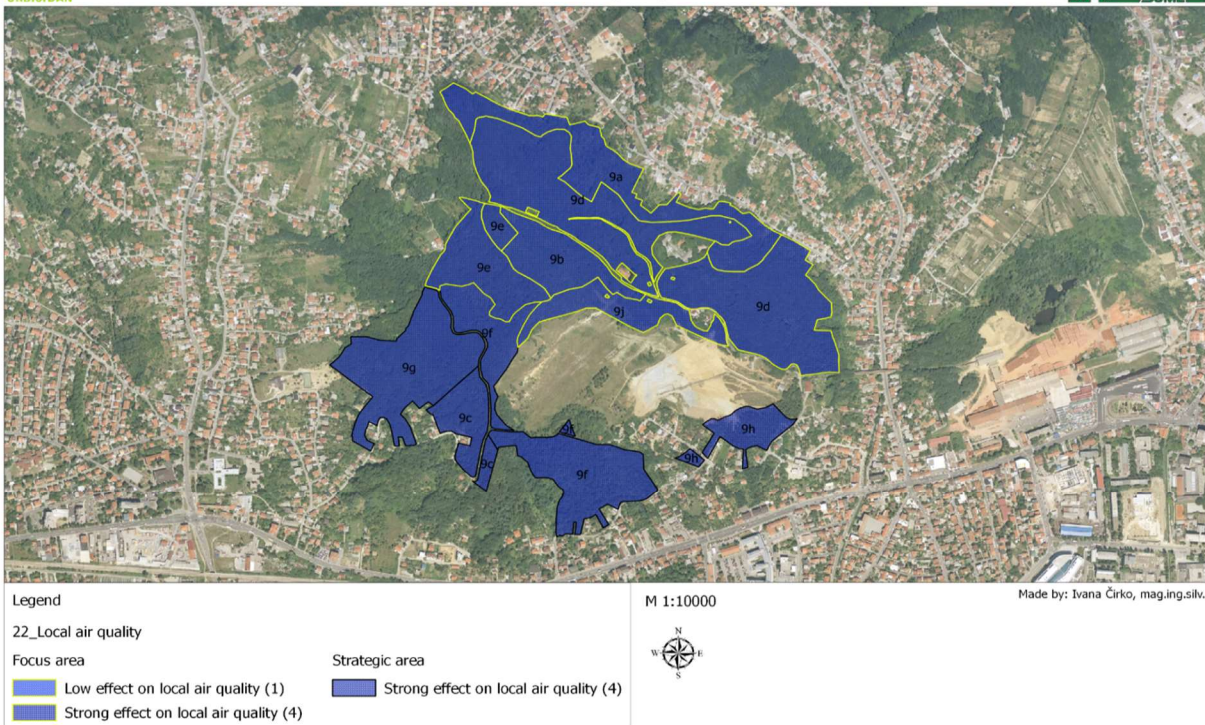 9a
9d
9e
9b
9e
9d
9j
9f
9g
9c
9f
9h
9h
9c
9f
Legend
22_Local air quality
Focus area
Low effect on local air quality (1)
Strong effect on local air quality (4)
Strategic area
Strong effect on local air quality (4)
M 1:10000
N
W
E
S
Made by: Ivana Čirko, mag.ing.silv.